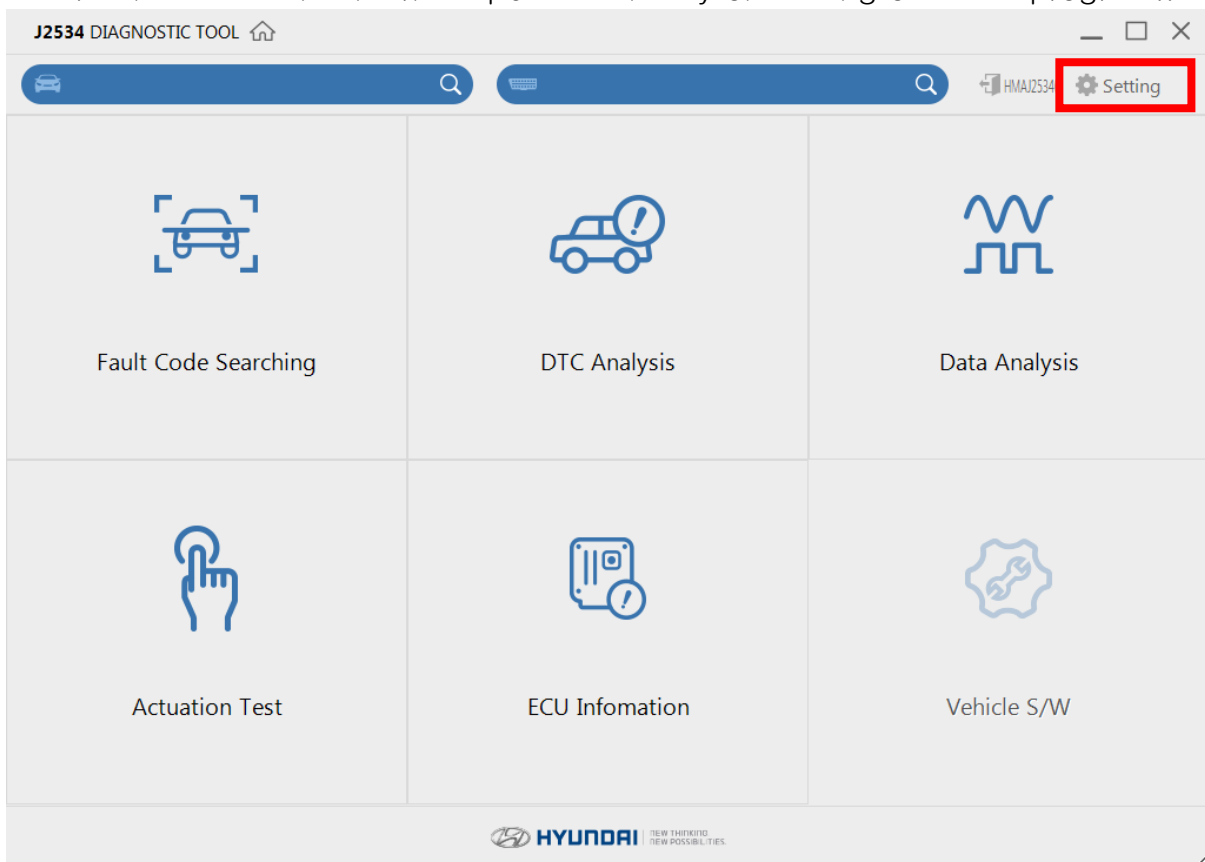 J2534 DIAGNOSTIC TOOL
HMAJ2534
Setting
Fault Code Searching
DTC Analysis
Data Analysis
Actuation Test
ECU Infomation
Vehicle S/W
HYUNDAI
NEW THINKING.
NEW POSSIBILITIES.